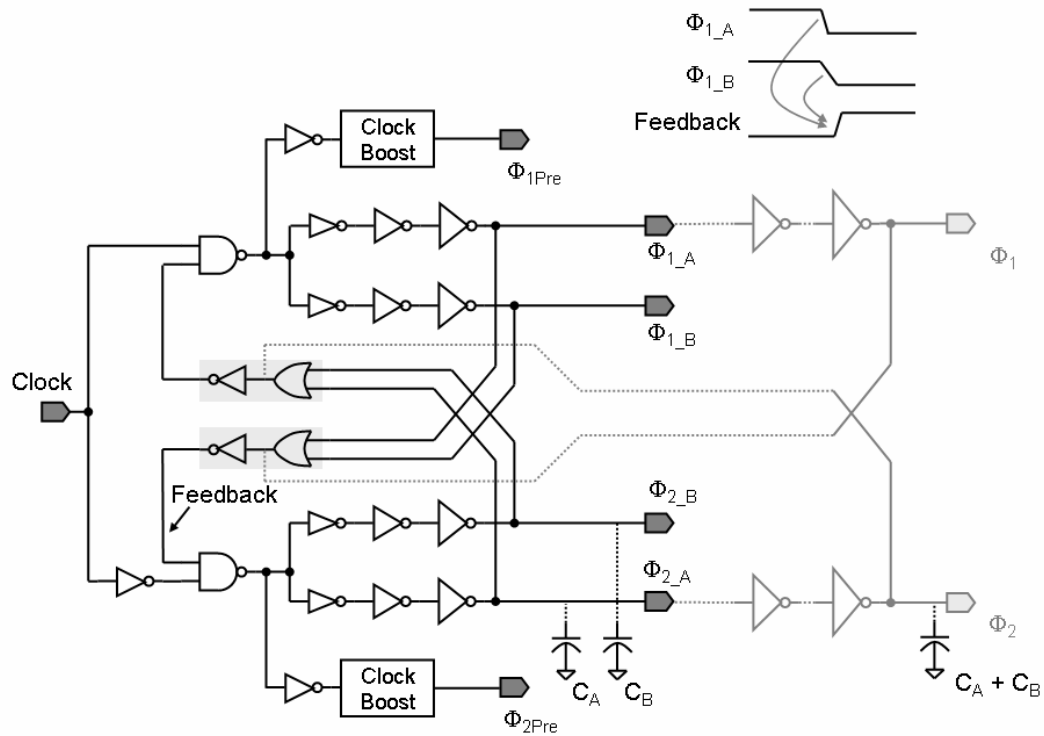 Φ1_A
Φ1_B
Feedback
Clock
Boost
Φ1Pre
Φ1_A
Φ1
Φ1_B
Clock
Feedback
Φ2_B
Φ2_A
Φ2
Clock
Boost
Φ2Pre
CA
CB
CA + CB